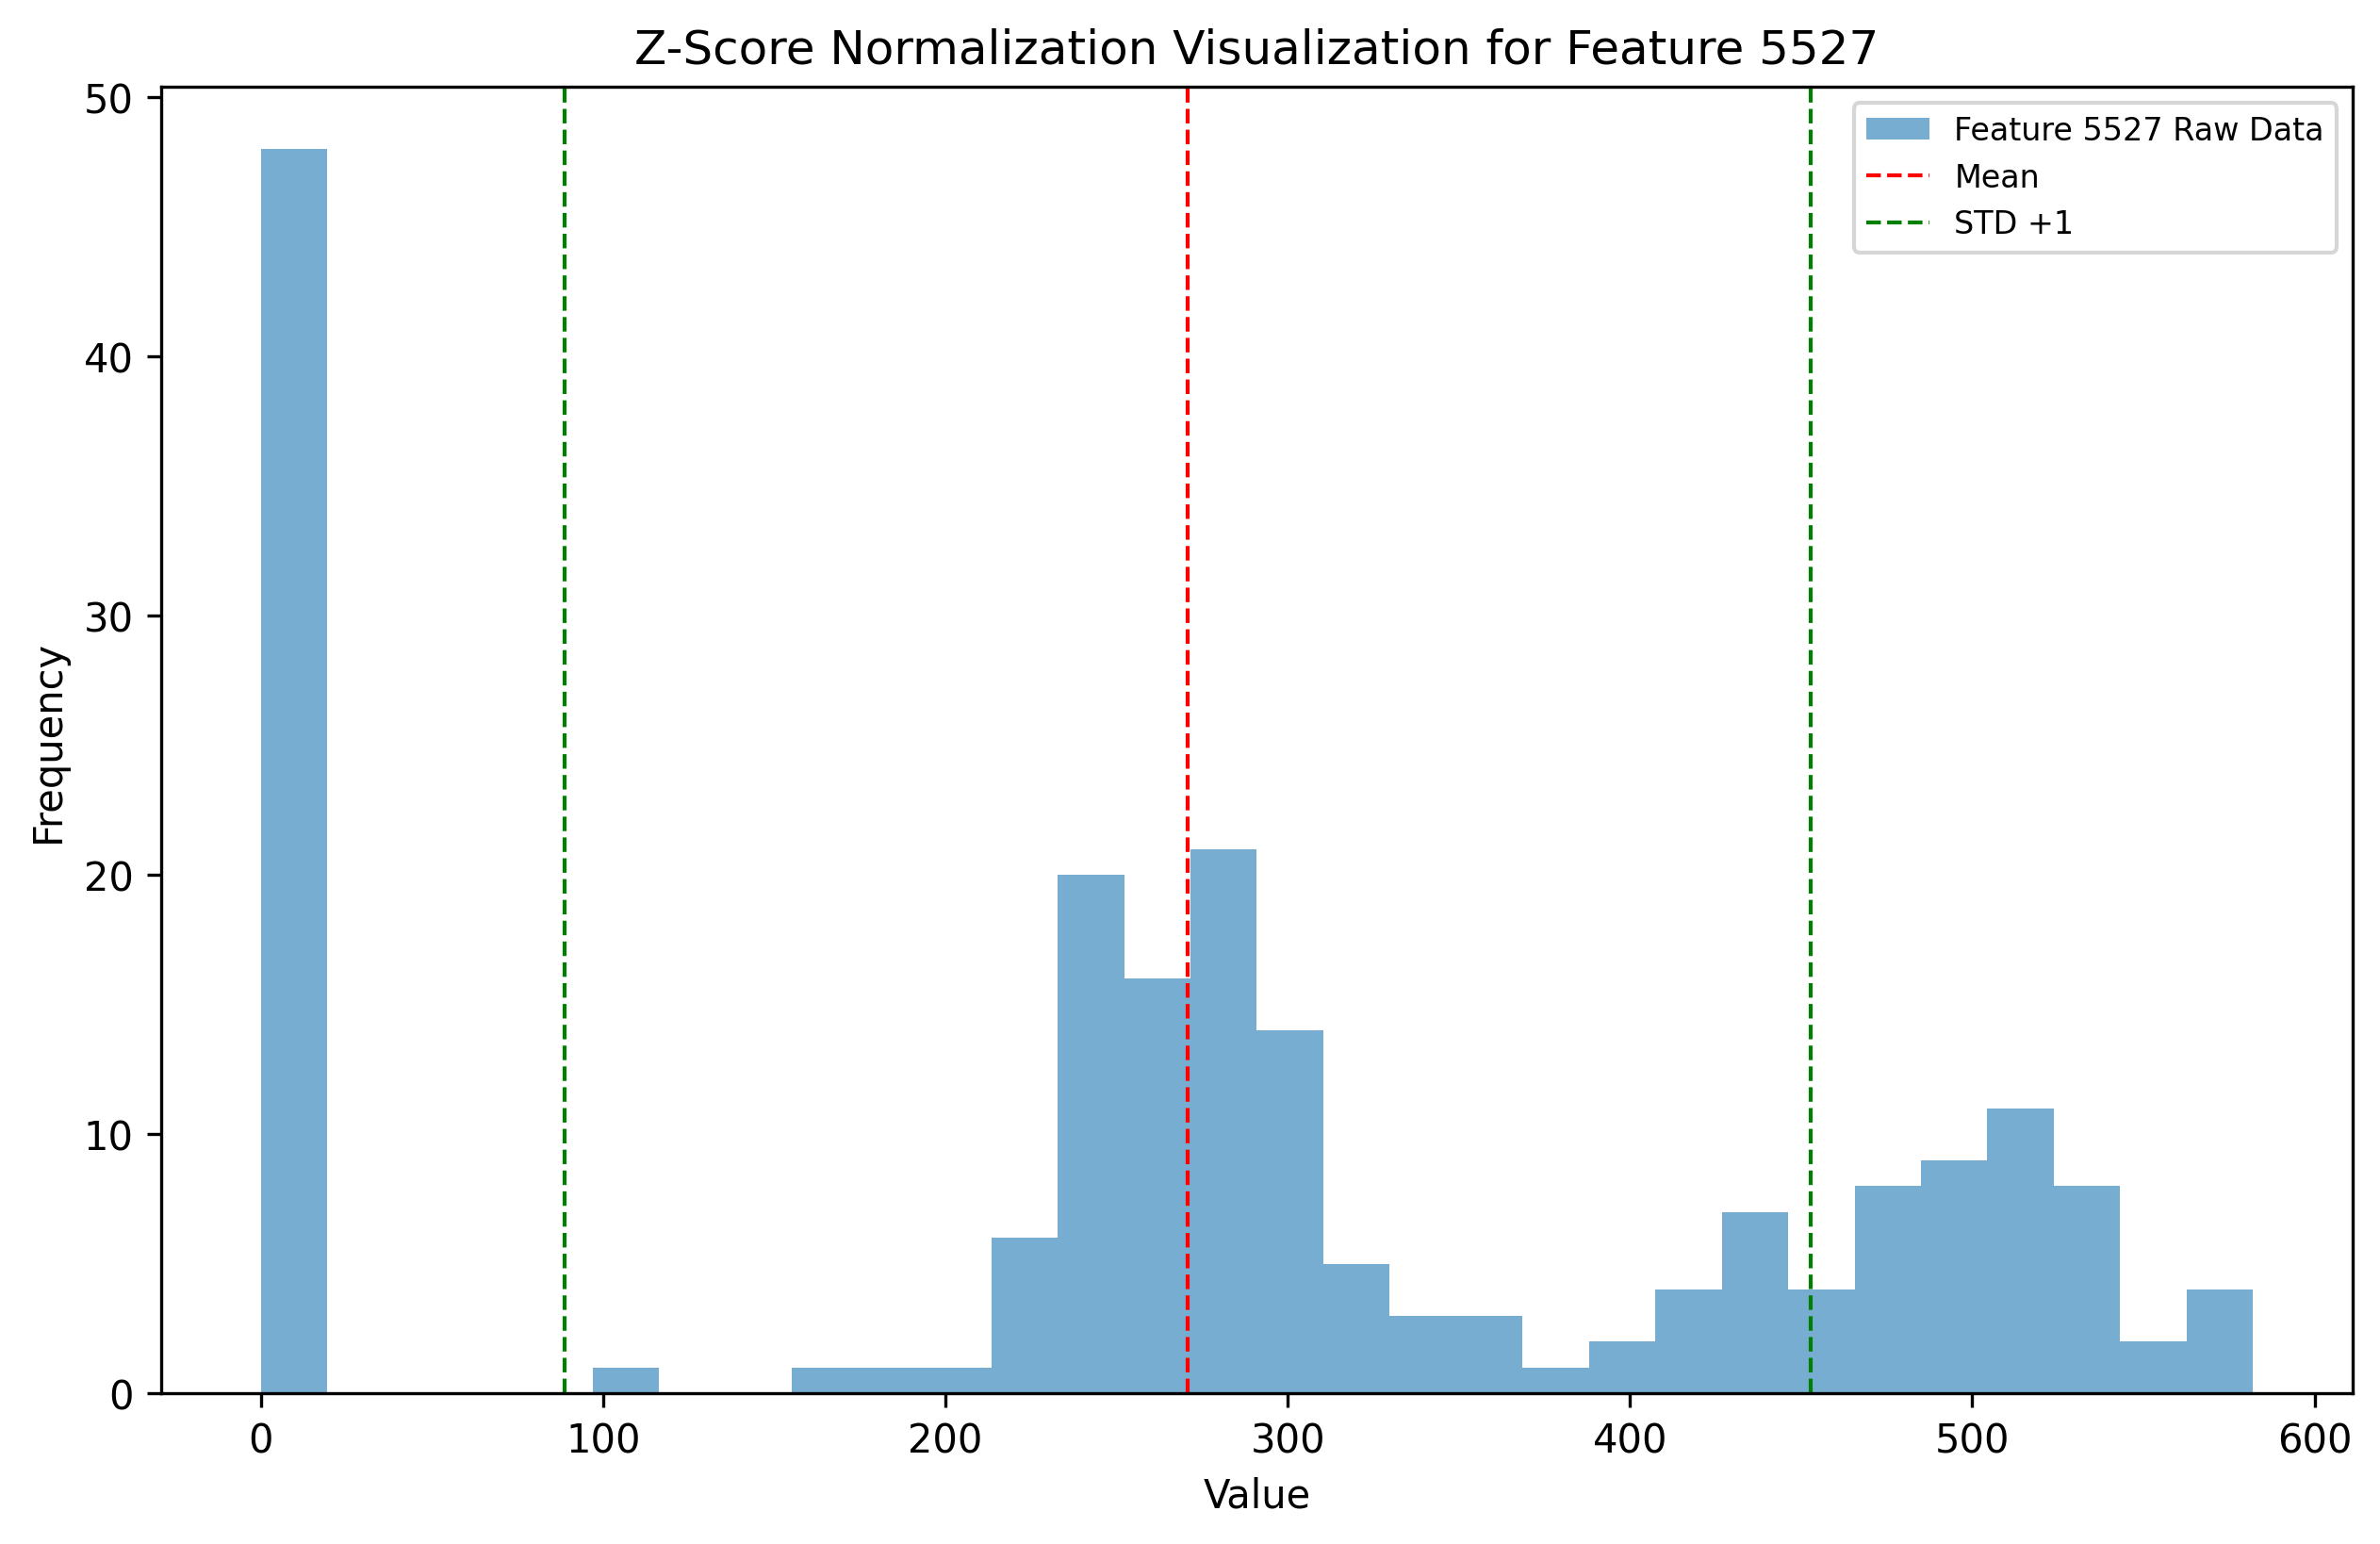 Z-Score Normalization Visualization for Feature 5527
50
40
30
20
10
0
Frequency
Feature 5527 Raw Data
Mean
STD +1
0 100 200 300 400 500 600
Value